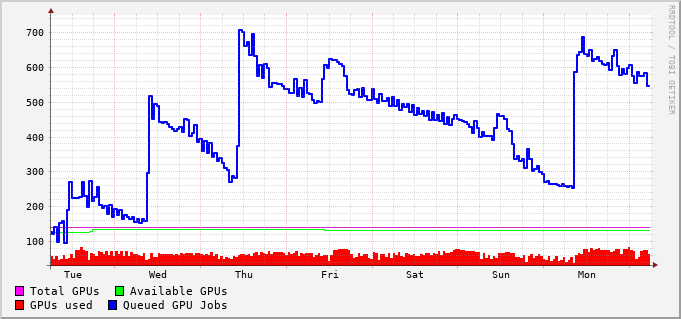 700
600
500
400
300
200
100
Tue Wed Thu Fri Sat Sun Mon
Total GPUs Available GPUs
GPUs used Queued GPU Jobs
RRDTOOL / TOBI OETIKER